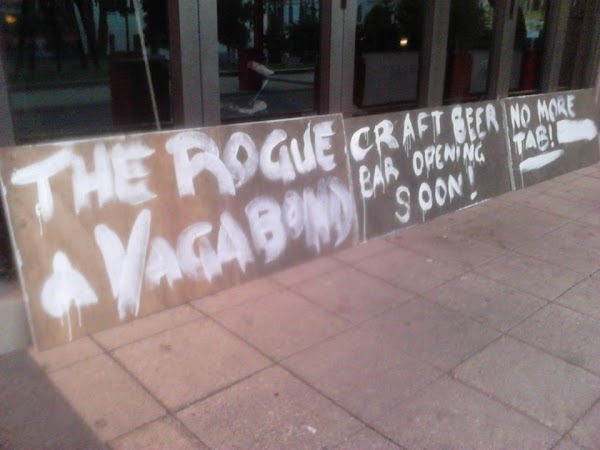 THE ROGUE
& VAGABOND
CRAFT BEER
BAR OPENING
SOON!
NO MORE
TAB!